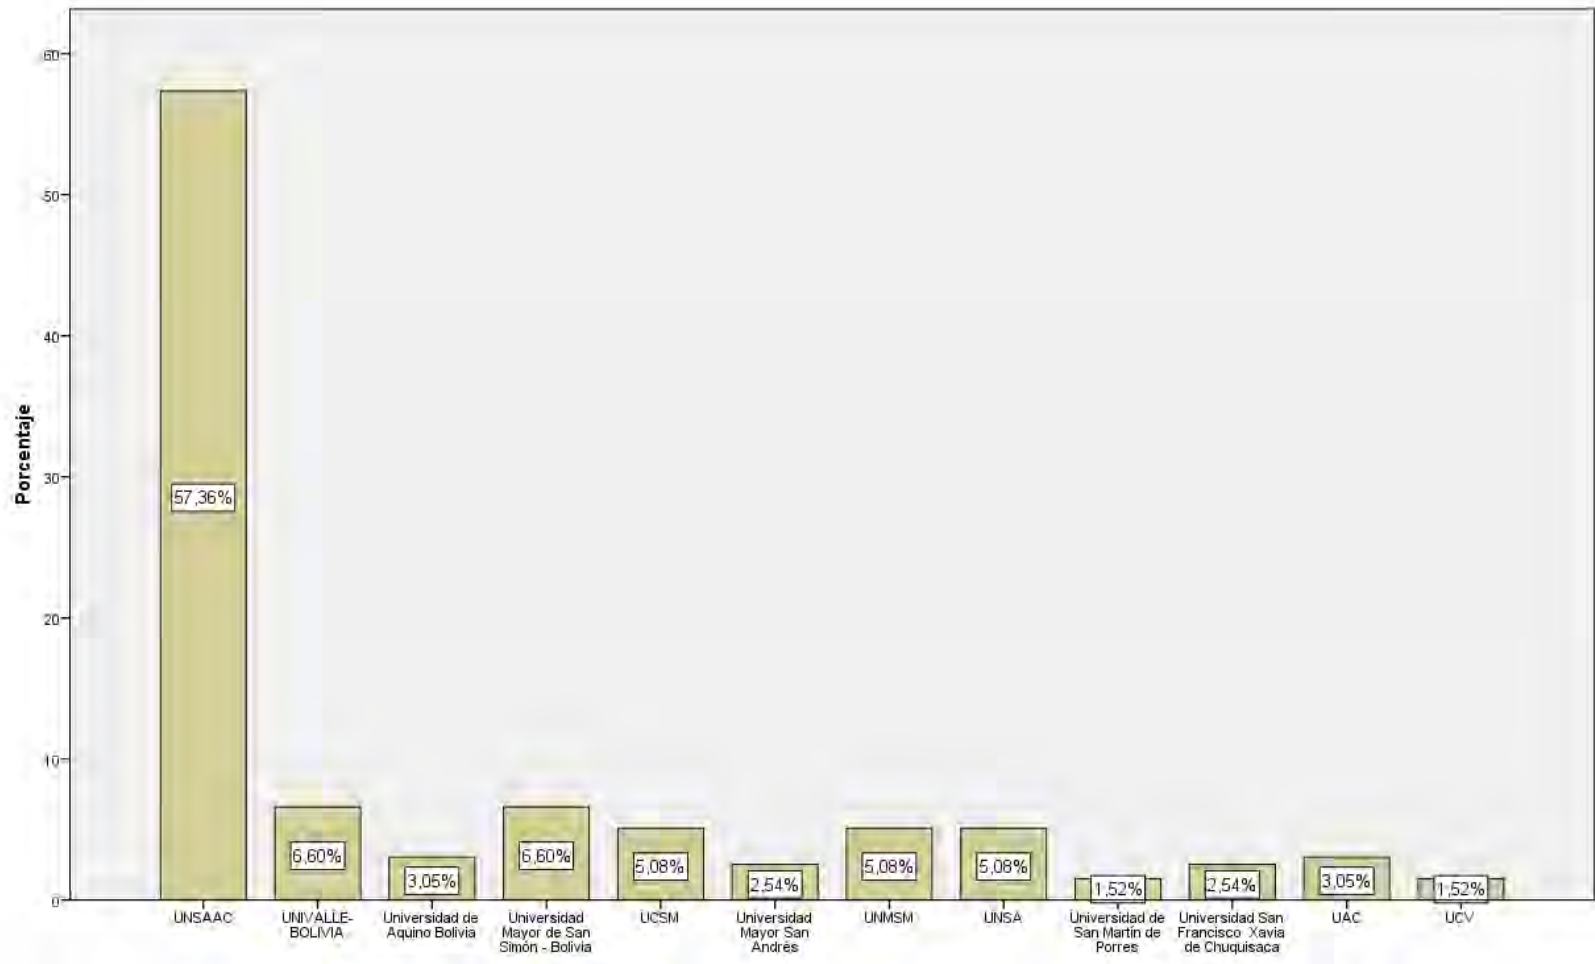 60
50
40
30
20
10
0
Porcentaje
57,36%
6,60%
3,05%
6,60%
5,08%
2,54%
5,08%
5,08%
1,52%
2,54%
3,05%
1,52%
UNSAAC
UNIVALLE-
BOLIVIA
Universidad de
Aquino Bolivia
Universidad
Mayor de San
Simón - Bolivia
UCSM
Universidad
Mayor San
Andrés
UNMSM
UNSA
Universidad de
San Martín de
Porres
Universidad San
Francisco Xavia
de Chuquisaca
UAC
UCV